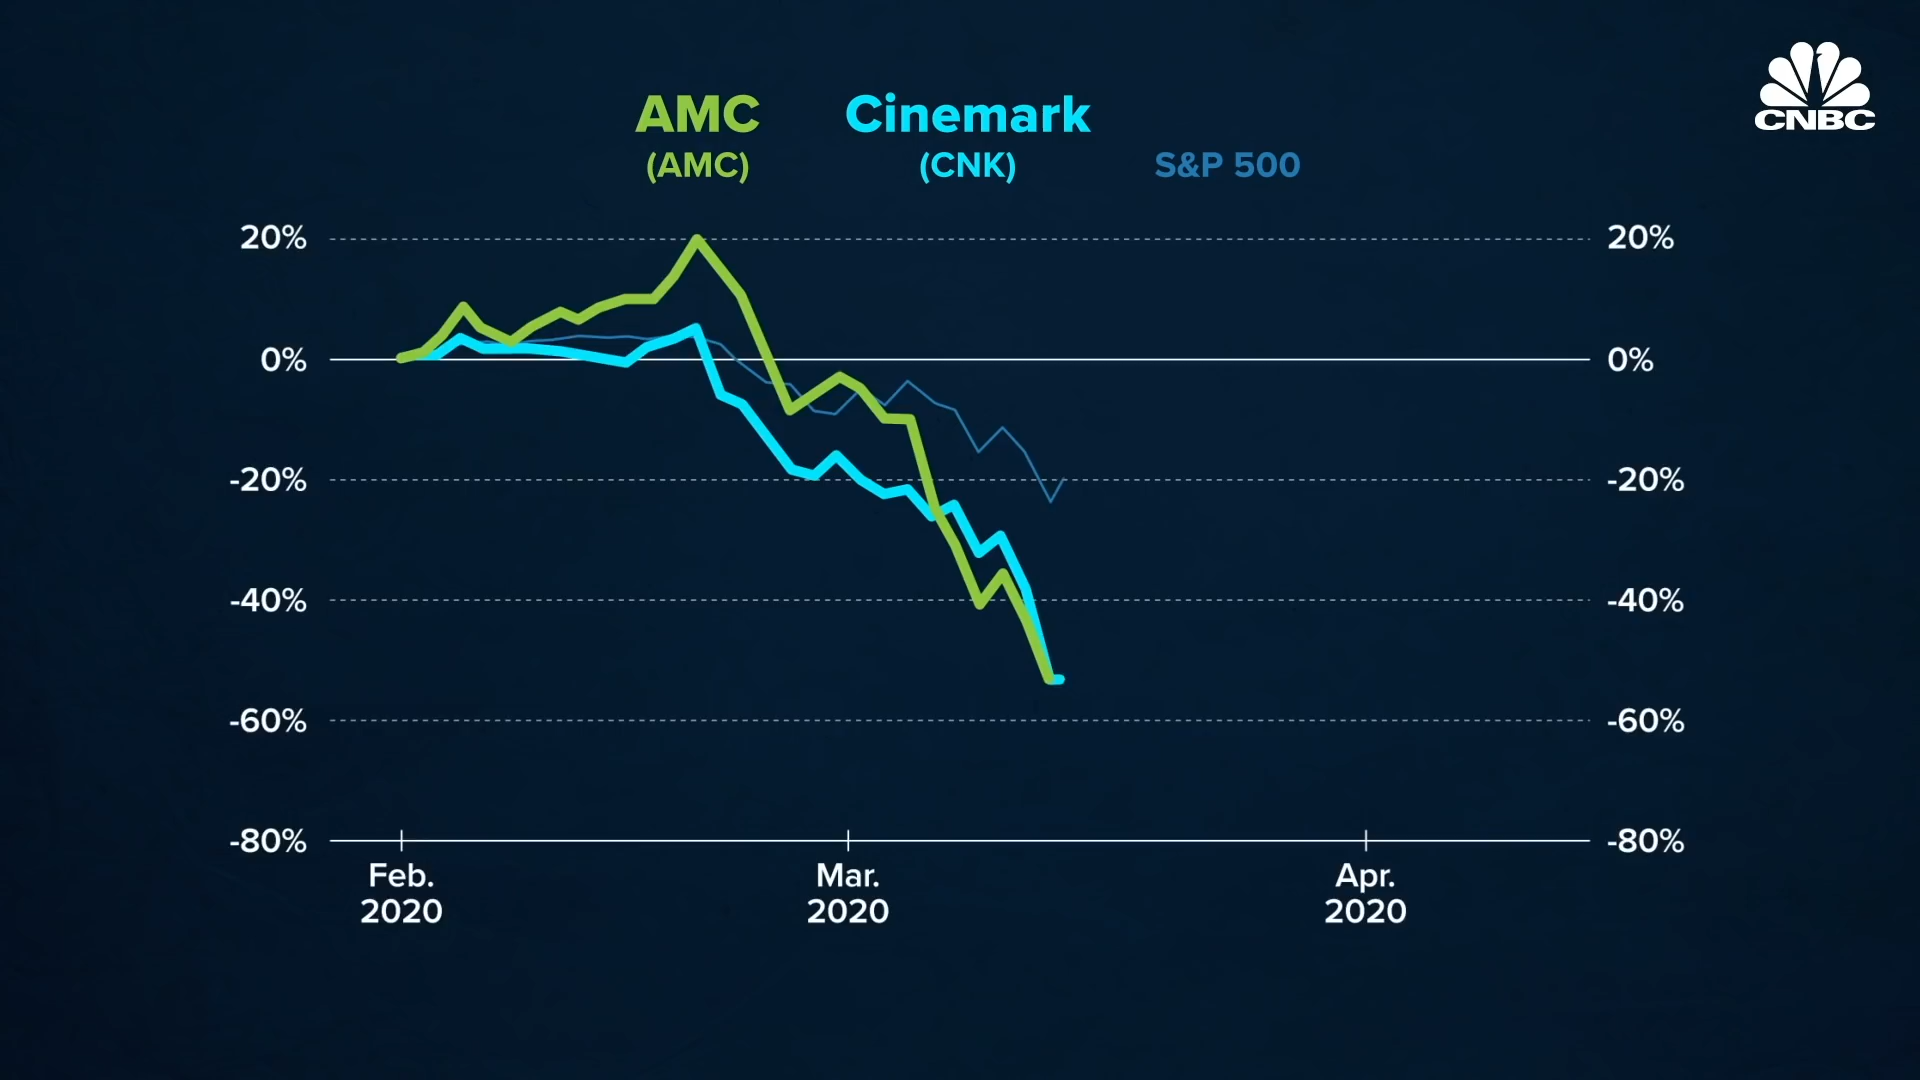 CNBC
AMC Cinemark
(AMC) (CNK) S&P 500
20% 20%
0% 0%
-20% -20%
-40% -40%
-60% -60%
-80% -80%
Feb. Mar. Apr.
2020 2020 2020